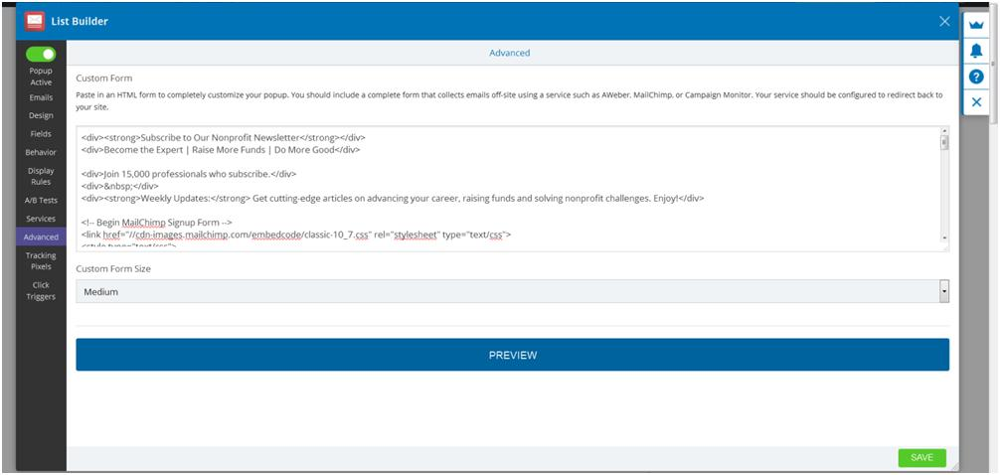 List Builder
Popup
Active
Emails
Design
Fields
Behavior
Display
Rules
A/B Tests
Services
Advanced
Tracking
Pixels
Click
Triggers
Advanced
Custom Form
Paste in an HTML form to completely customize your popup. You should include a complete form that collects emails off-site using a service such as AWeber, MailChimp, or Campaign Monitor. Your service should be configured to redirect back to
your site.
<div><strong>Subscribe to Our Nonprofit Newsletter</strong></div>
<div>Become the Expert | Raise More Funds | Do More Good</div>
<div>Join 15,000 professionals who subscribe.</div>
<div>&nbsp;</div>
<div><strong>Weekly Updates:</strong> Get cutting-edge articles on advancing your career, raising funds and solving nonprofit challenges. Enjoy!</div>
<!-- Begin MailChimp Signup Form -->
<link href="//cdn-images.mailchimp.com/embedcode/classic-10_7.css" rel="stylesheet" type="text/css">
<style type="text/css">
Custom Form Size
Medium
PREVIEW
SAVE